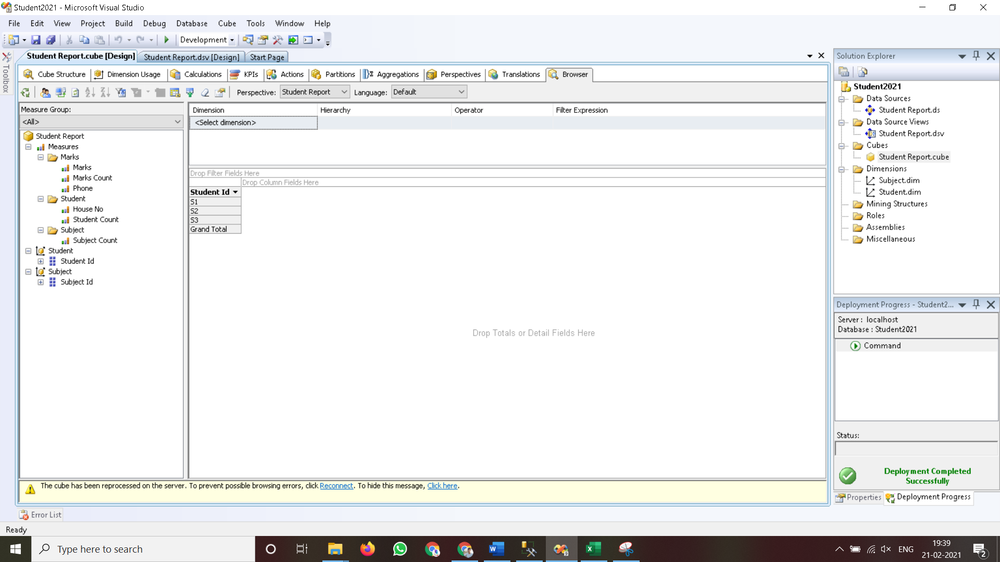 Student2021 - Microsoft Visual Studio
File Edit View Project Build Debug Database Cube Tools Window Help
Development
Student Report.cube [Design] Student Report.dsv [Design] Start Page
Toolbox
Cube Structure Dimension Usage Calculations KPIs Actions Partitions Aggregations Perspectives Translations Browser
Perspective: Student Report Language: Default
Measure Group:
<All>
Student Report
Measures
Marks
Marks
Marks Count
Phone
Student
House No
Student Count
Subject
Subject Count
Student
Student Id
Subject
Subject Id
Dimension Hierarchy Operator Filter Expression
<Select dimension>
Drop Filter Fields Here
Drop Column Fields Here
Student Id
S1
S2
S3
Grand Total
Drop Totals or Detail Fields Here
The cube has been reprocessed on the server. To prevent possible browsing errors, click Reconnect. To hide this message, Click here.
Solution Explorer
Student2021
Data Sources
Student Report.ds
Data Source Views
Student Report.dsv
Cubes
Student Report.cube
Dimensions
Subject.dim
Student.dim
Mining Structures
Roles
Assemblies
Miscellaneous
Deployment Progress - Student2...
Server : localhost
Database : Student2021
Command
Status:
Deployment Completed
Successfully
Properties Deployment Progress
Error List
Ready
Type here to search
ENG
19:39
21-02-2021
2